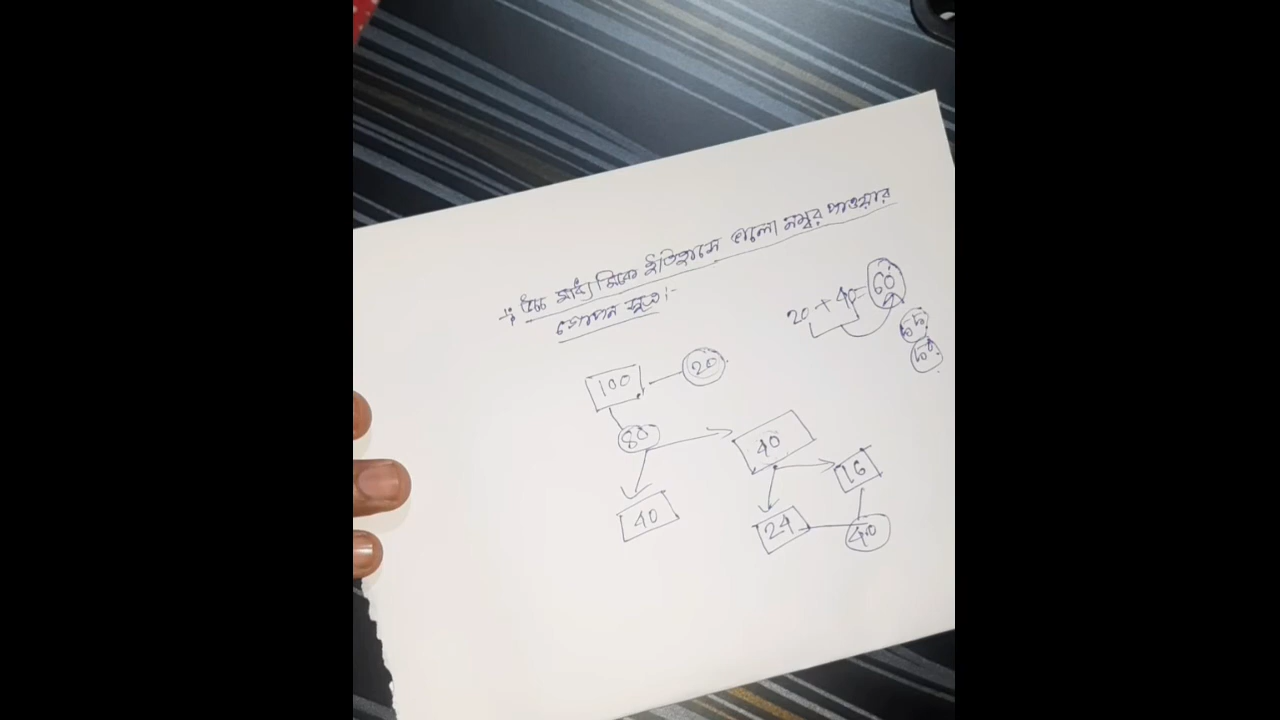 উচ্চ মাধ্যমিকে ইতিহাসে ভালো নম্বর পাওয়ার
গোপন সূত্র:-
20 + 40 = 60
100
20
80
40
40
16
24
40